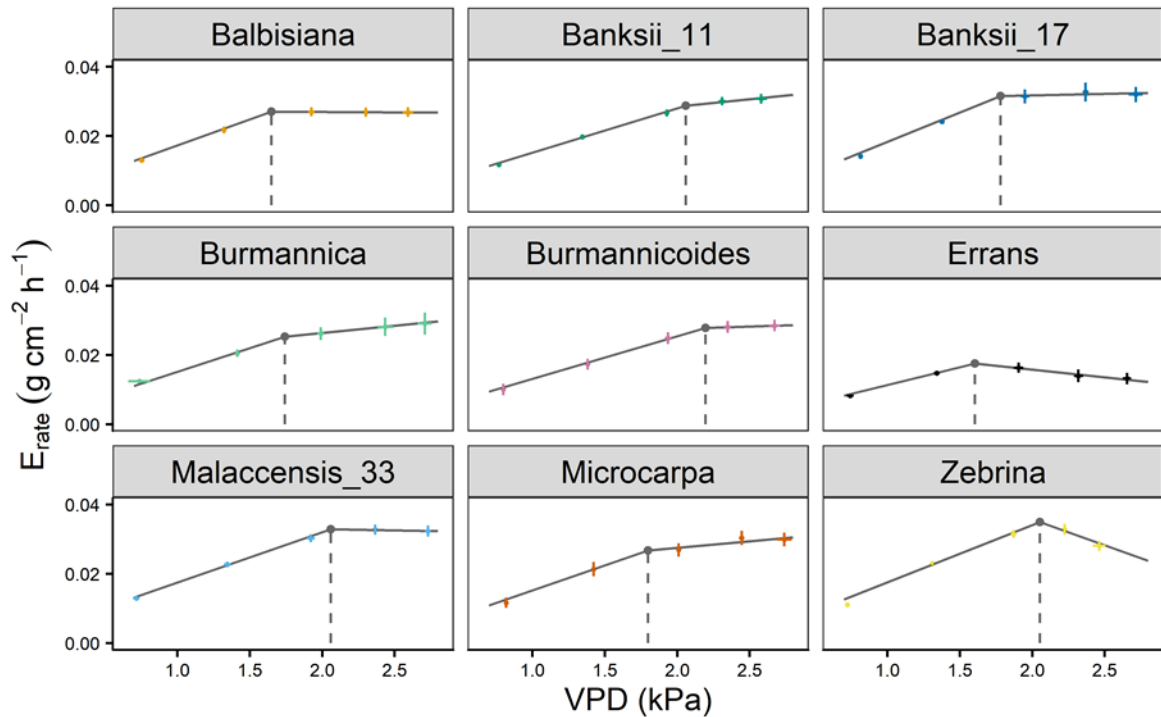 Balbisiana Banksii_11 Banksii_17
0.04
0.02
0.00
Burmannica Burmannicoides Errans
0.04
0.02
0.00
Malaccensis_33 Microcarpa Zebrina
0.04
0.02
0.00
1.0 1.5 2.0 2.5 1.0 1.5 2.0 2.5 1.0 1.5 2.0 2.5
E_rate (g cm⁻² h⁻¹)
VPD (kPa)